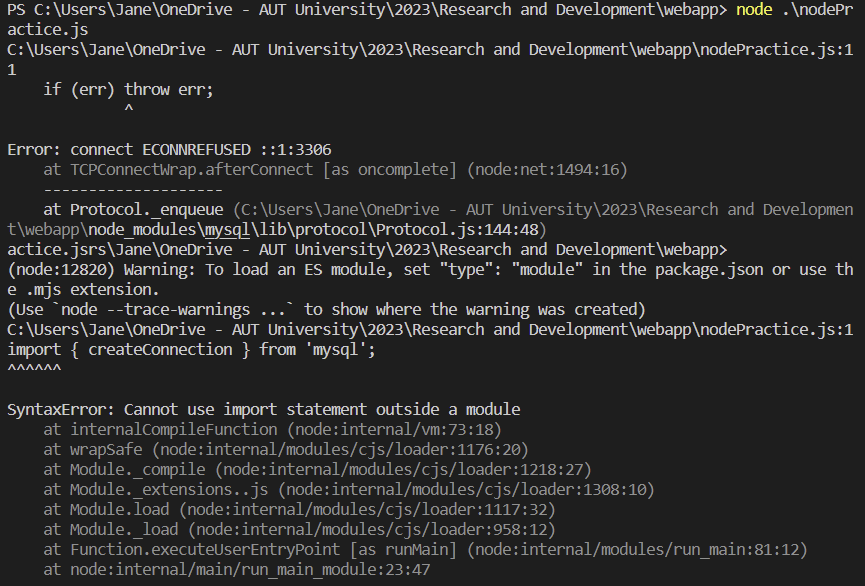 PS C:\Users\Jane\OneDrive - AUT University\2023\Research and Development\webapp> node .\nodePr
actice.js
C:\Users\Jane\OneDrive - AUT University\2023\Research and Development\webapp\nodePractice.js:1
1
    if (err) throw err;
             ^

Error: connect ECONNREFUSED ::1:3306
    at TCPConnectWrap.afterConnect [as oncomplete] (node:net:1494:16)
    --------------------
    at Protocol._enqueue (C:\Users\Jane\OneDrive - AUT University\2023\Research and Developmen
t\webapp\node_modules\mysql\lib\protocol\Protocol.js:144:48)
actice.jsrs\Jane\OneDrive - AUT University\2023\Research and Development\webapp>
(node:12820) Warning: To load an ES module, set "type": "module" in the package.json or use th
e .mjs extension.
(Use `node --trace-warnings ...` to show where the warning was created)
C:\Users\Jane\OneDrive - AUT University\2023\Research and Development\webapp\nodePractice.js:1
import { createConnection } from 'mysql';
^^^^^^

SyntaxError: Cannot use import statement outside a module
    at internalCompileFunction (node:internal/vm:73:18)
    at wrapSafe (node:internal/modules/cjs/loader:1176:20)
    at Module._compile (node:internal/modules/cjs/loader:1218:27)
    at Module._extensions..js (node:internal/modules/cjs/loader:1308:10)
    at Module.load (node:internal/modules/cjs/loader:1117:32)
    at Module._load (node:internal/modules/cjs/loader:958:12)
    at Function.executeUserEntryPoint [as runMain] (node:internal/modules/run_main:81:12)
    at node:internal/main/run_main_module:23:47